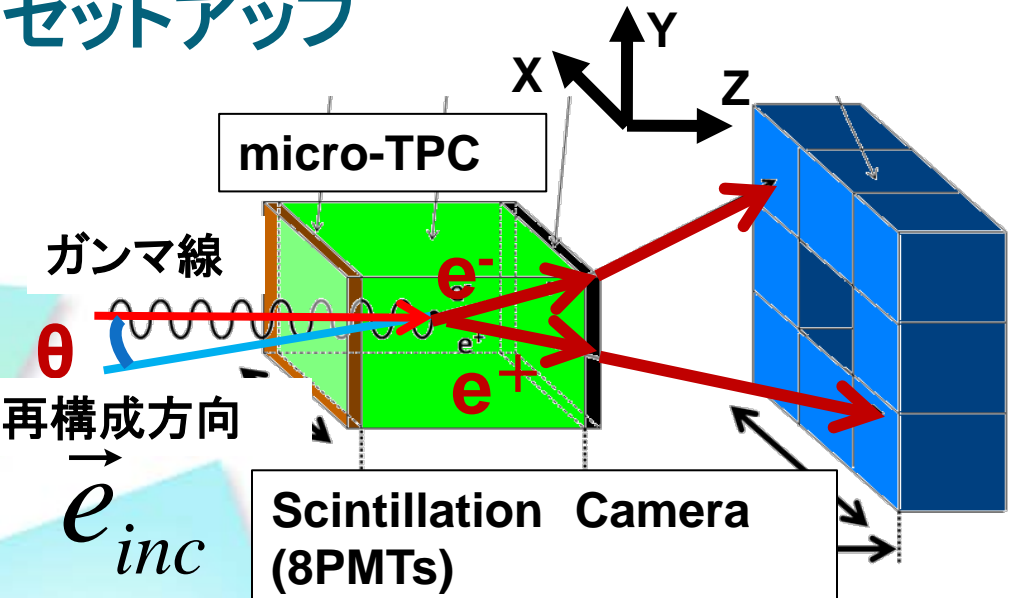 セットアップ
Y
X
Z
micro-TPC
ガンマ線
e-
e-
θ
e+
e+
再構成方向
e inc
Scintillation Camera
(8PMTs)